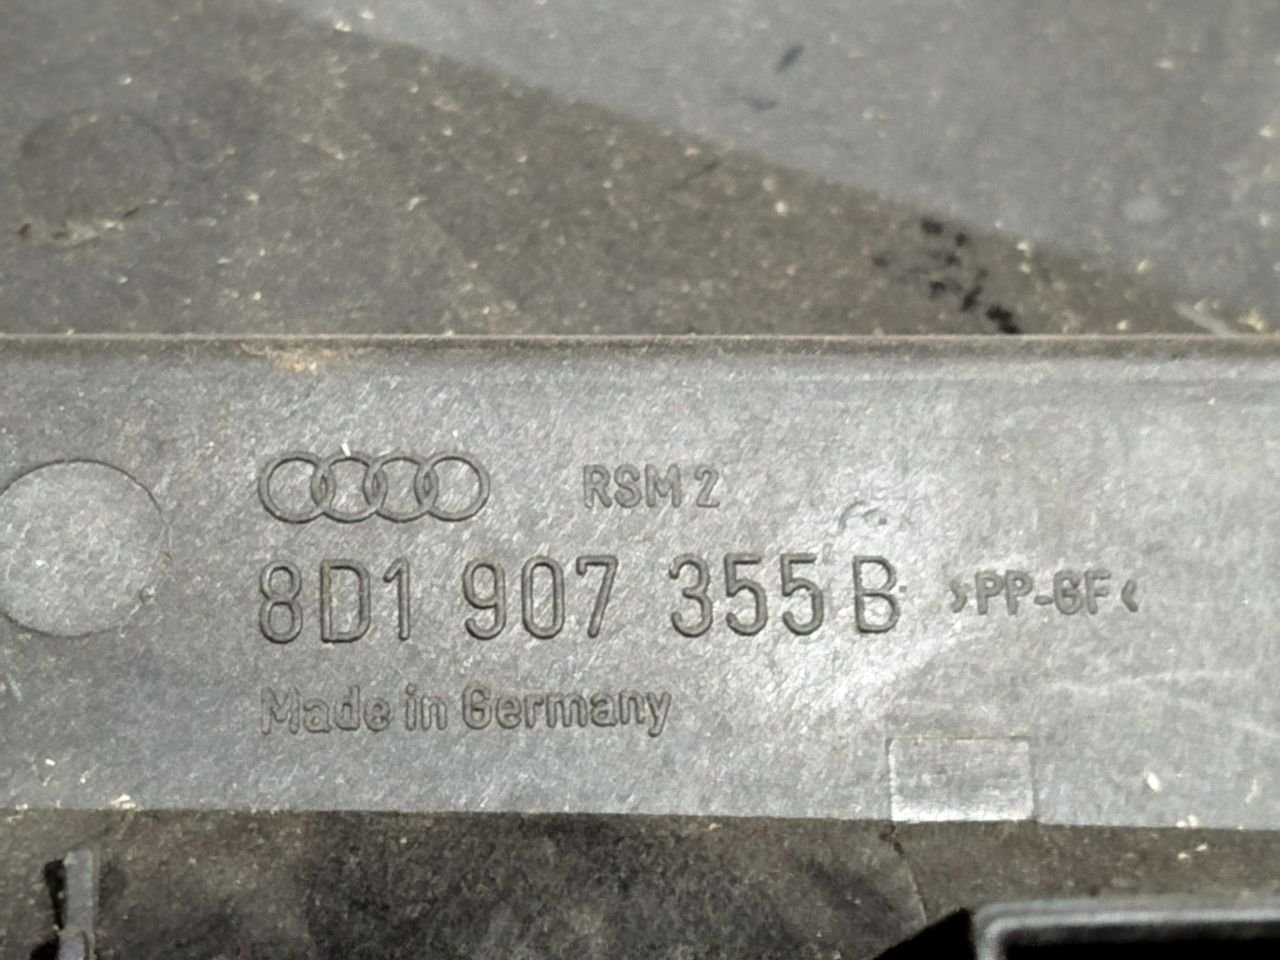 RSM 2
8D1 907 355 B >PP-GF<
Made in Germany